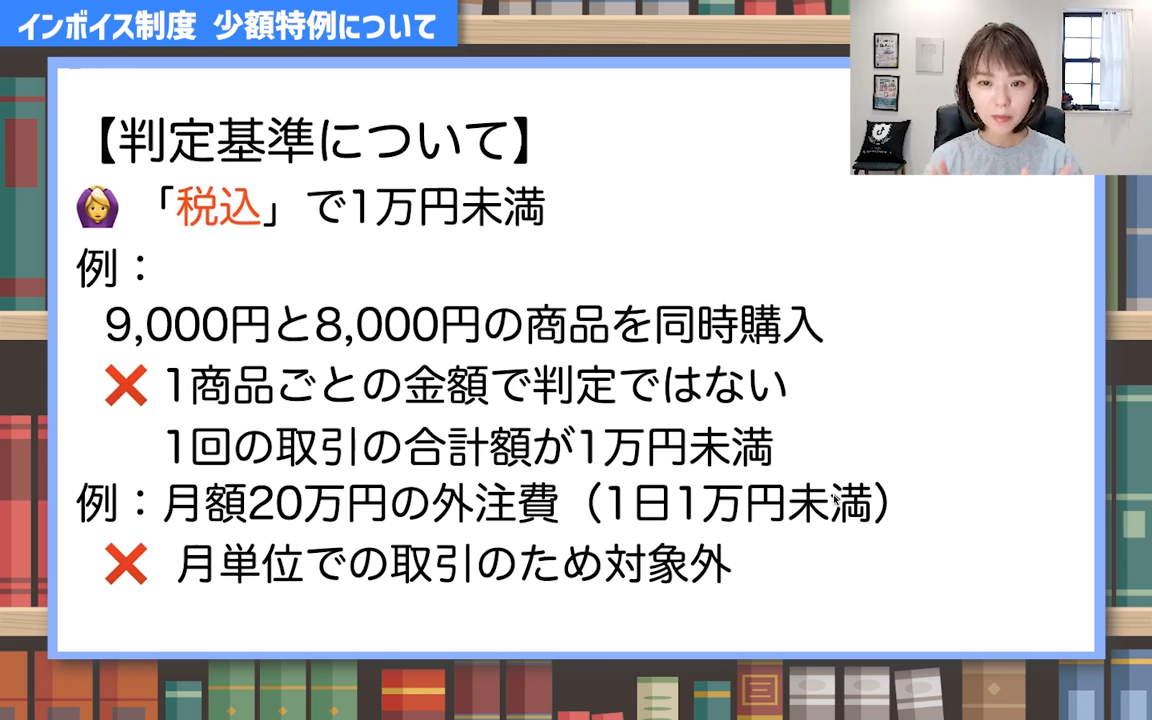 インボイス制度 少額特例について
【判定基準について】
🙆「税込」で1万円未満
例：
9,000円と8,000円の商品を同時購入
❌ 1商品ごとの金額で判定ではない
1回の取引の合計額が1万円未満
例：月額20万円の外注費（1日1万円未満）
❌ 月単位での取引のため対象外